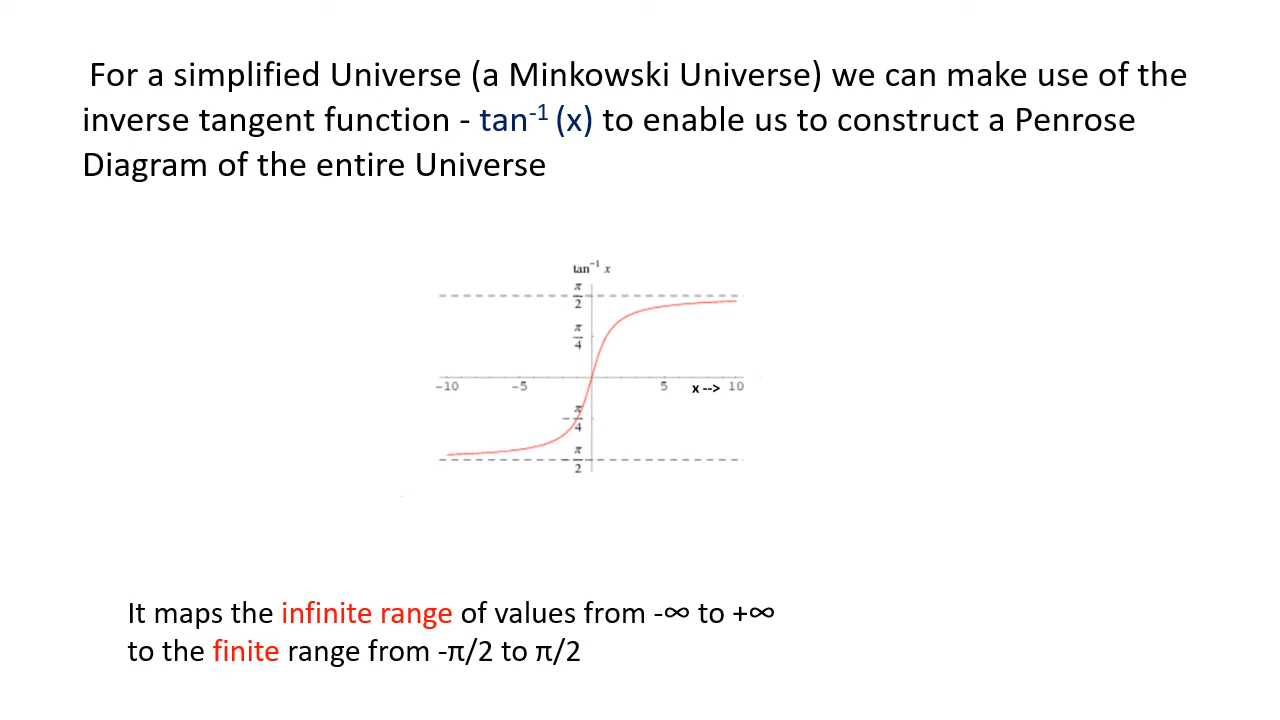 For a simplified Universe (a Minkowski Universe) we can make use of the
inverse tangent function - tan⁻¹ (x) to enable us to construct a Penrose
Diagram of the entire Universe
tan⁻¹ x
π/2
π/4
-10 -5 5 x --> 10
-π/4
-π/2
It maps the infinite range of values from -∞ to +∞
to the finite range from -π/2 to π/2